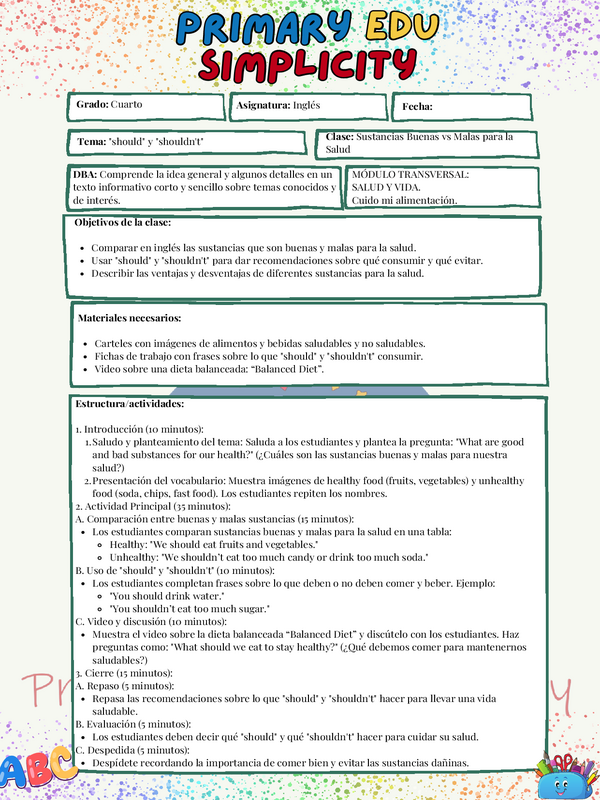 PRIMARY EDU
SIMPLICITY
Grado: Cuarto
Asignatura: Inglés
Fecha:
Tema: "should" y "shouldn't"
Clase: Sustancias Buenas vs Malas para la
Salud
DBA: Comprende la idea general y algunos detalles en un
texto informativo corto y sencillo sobre temas conocidos y
de interés.
MÓDULO TRANSVERSAL:
SALUD Y VIDA.
Cuido mi alimentación.
Objetivos de la clase:
• Comparar en inglés las sustancias que son buenas y malas para la salud.
• Usar "should" y "shouldn't" para dar recomendaciones sobre qué consumir y qué evitar.
• Describir las ventajas y desventajas de diferentes sustancias para la salud.
Materiales necesarios:
• Carteles con imágenes de alimentos y bebidas saludables y no saludables.
• Fichas de trabajo con frases sobre lo que "should" y "shouldn't" consumir.
• Video sobre una dieta balanceada: “Balanced Diet”.
Estructura/actividades:
1. Introducción (10 minutos):
1. Saludo y planteamiento del tema: Saluda a los estudiantes y plantea la pregunta: "What are good
and bad substances for our health?" (¿Cuáles son las sustancias buenas y malas para nuestra
salud?)
2. Presentación del vocabulario: Muestra imágenes de healthy food (fruits, vegetables) y unhealthy
food (soda, chips, fast food). Los estudiantes repiten los nombres.
2. Actividad Principal (35 minutos):
A. Comparación entre buenas y malas sustancias (15 minutos):
• Los estudiantes comparan sustancias buenas y malas para la salud en una tabla:
◦ Healthy: "We should eat fruits and vegetables."
◦ Unhealthy: "We shouldn’t eat too much candy or drink too much soda."
B. Uso de "should" y "shouldn't" (10 minutos):
• Los estudiantes completan frases sobre lo que deben o no deben comer y beber. Ejemplo:
◦ "You should drink water."
◦ "You shouldn’t eat too much sugar."
C. Video y discusión (10 minutos):
• Muestra el video sobre la dieta balanceada “Balanced Diet” y discútelo con los estudiantes. Haz
preguntas como: "What should we eat to stay healthy?" (¿Qué debemos comer para mantenernos
saludables?)
3. Cierre (15 minutos):
A. Repaso (5 minutos):
• Repasa las recomendaciones sobre lo que "should" y "shouldn't" hacer para llevar una vida
saludable.
B. Evaluación (5 minutos):
• Los estudiantes deben decir qué "should" y qué "shouldn't" hacer para cuidar su salud.
C. Despedida (5 minutos):
• Despídete recordando la importancia de comer bien y evitar las sustancias dañinas.
ABC